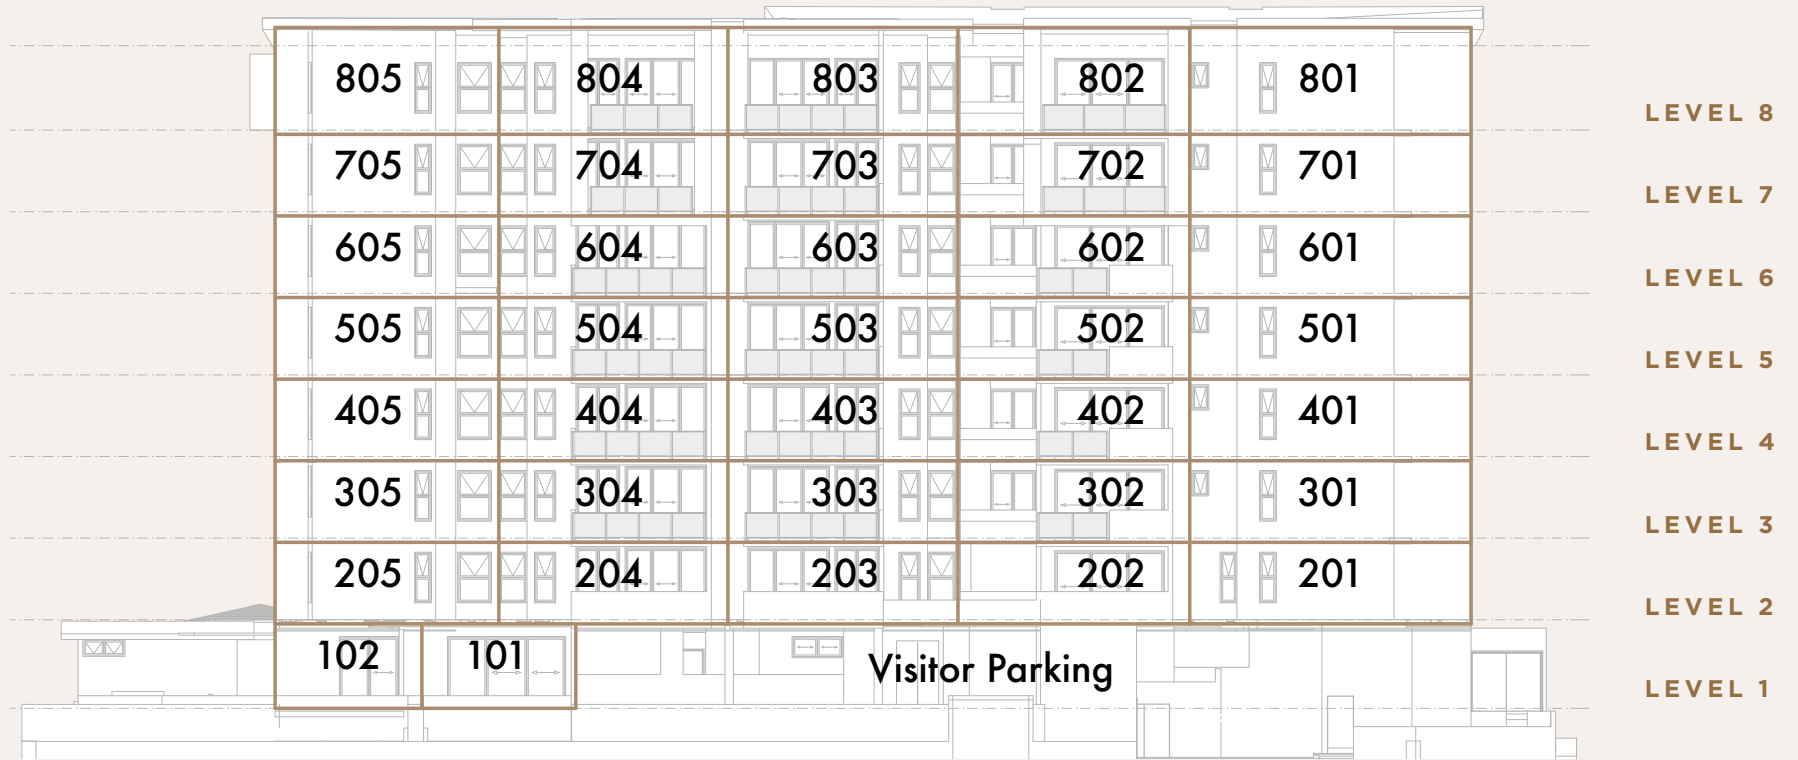 805 804 803 802 801
LEVEL 8
705 704 703 702 701
LEVEL 7
605 604 603 602 601
LEVEL 6
505 504 503 502 501
LEVEL 5
405 404 403 402 401
LEVEL 4
305 304 303 302 301
LEVEL 3
205 204 203 202 201
LEVEL 2
102 101 Visitor Parking
LEVEL 1